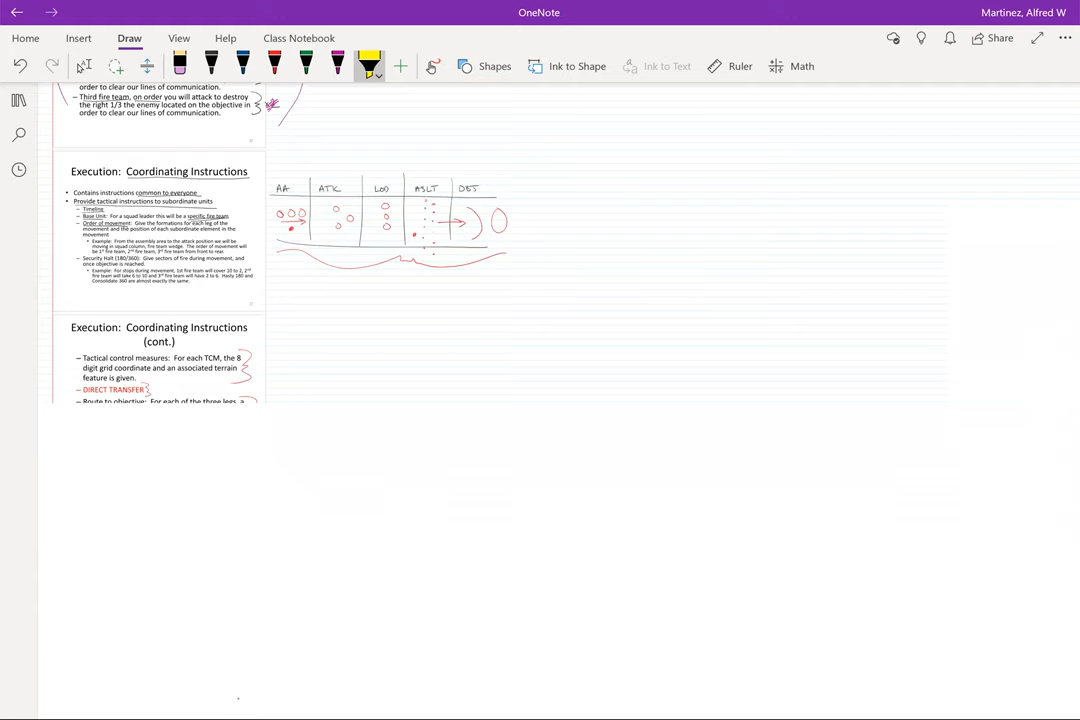 OneNote
Martinez, Alfred W
Home
Insert
Draw
View
Help
Class Notebook
Share
Shapes
Ink to Shape
Ink to Text
Ruler
Math
order to clear our lines of communication.
– Third fire team, on order you will attack to destroy
the right 1/3 the enemy located on the objective in
order to clear our lines of communication.
Execution: Coordinating Instructions
• Contains instructions common to everyone
• Provide tactical instructions to subordinate units
– Timeline
– Base Unit: For a squad leader this will be a specific fire team
– Order of movement: Give the formations for each leg of the
movement and the position of each subordinate element in the
movement
• Example: From the assembly area to the attack position we will be
moving in squad column, fire team wedge. The order of movement will
be 1st fire team, 2nd fire team, 3rd fire team from front to rear.
– Security Halt (180/360): Give sectors of fire during movement, and
once objective is reached.
• Example: For stops during movement, 1st fire team will cover 10 to 2, 2nd
fire team will take 6 to 10 and 3rd fire team will have 2 to 6. Hasty 180 and
Consolidate 360 are almost exactly the same.
AA
ATK
LOD
ASLT
Execution: Coordinating Instructions
(cont.)
– Tactical control measures: For each TCM, the 8
digit grid coordinate and an associated terrain
feature is given.
– DIRECT TRANSFER
– Route to objective: For each of the three legs, a